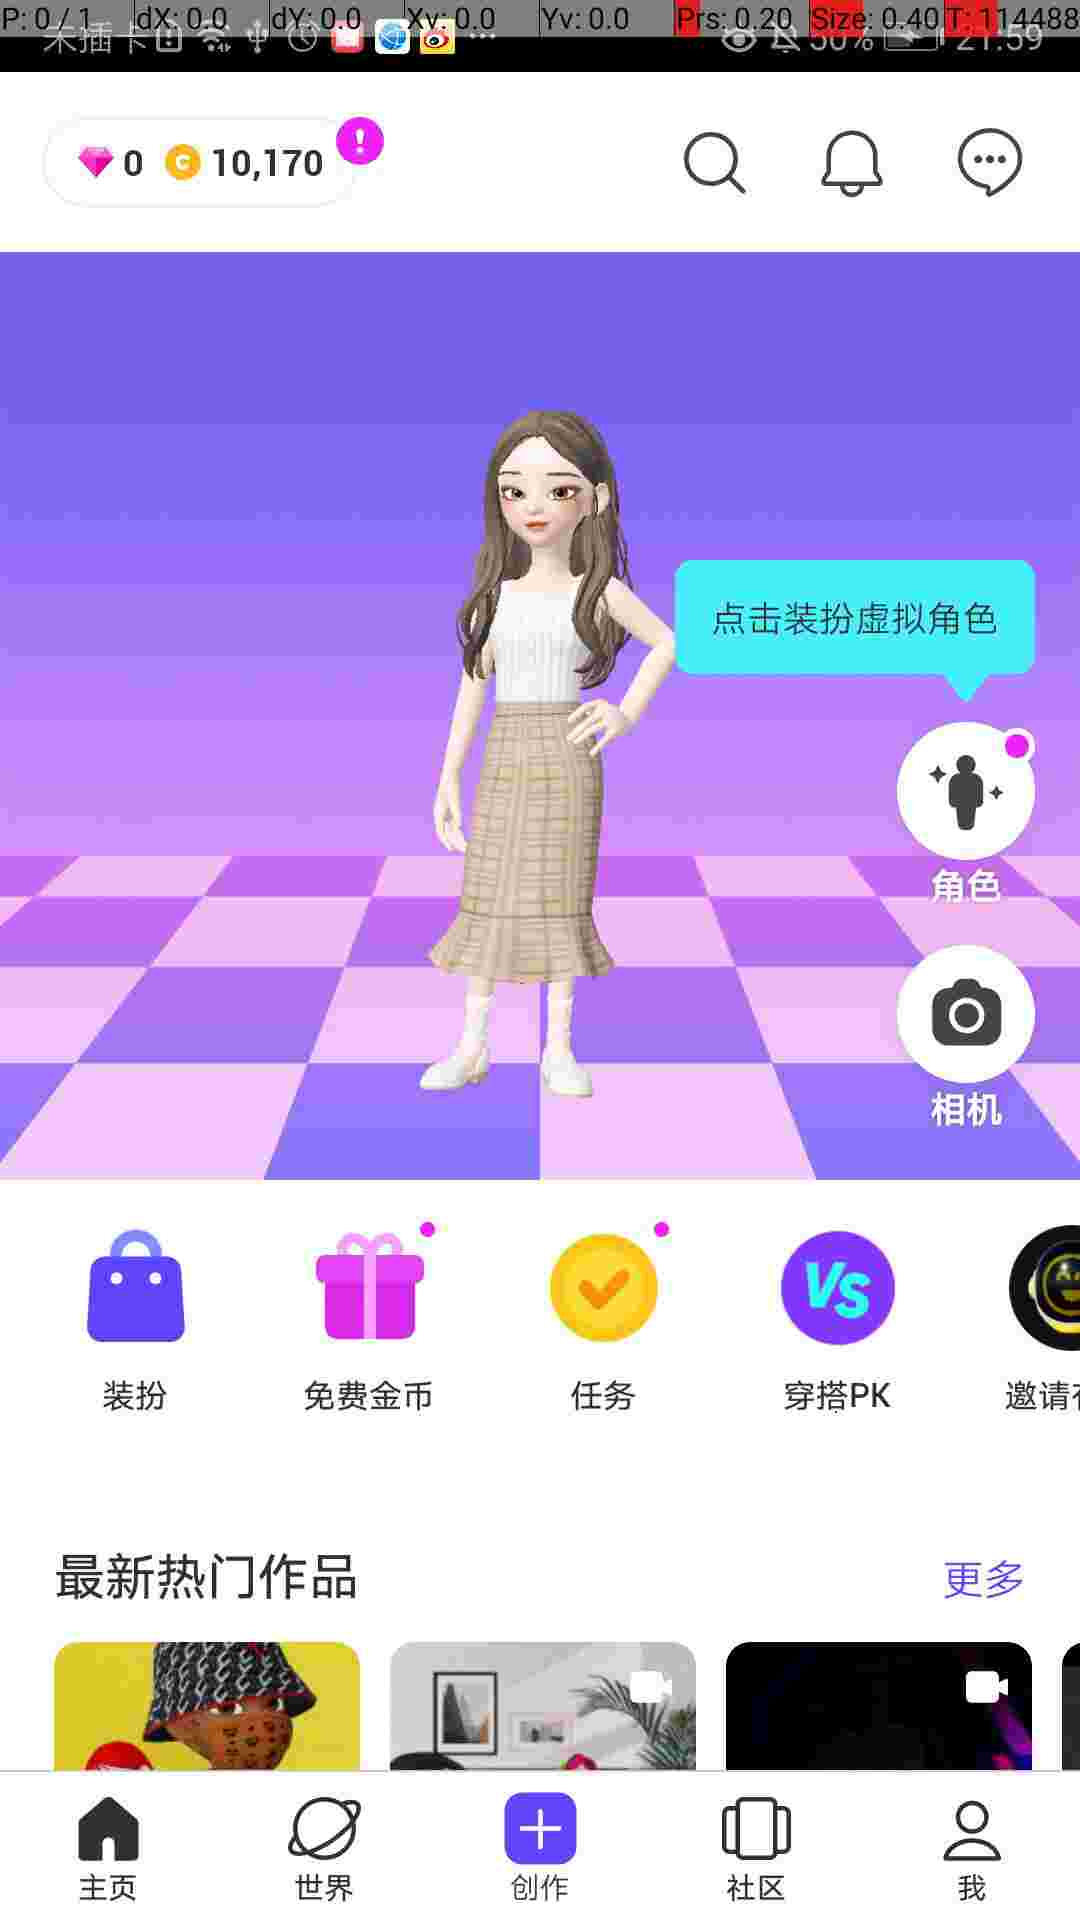 P: 0 / 1 dX: 0.0 dY: 0.0 Xv: 0.0 Yv: 0.0 Prs: 0.20 Size: 0.40 T: 114488
未插卡 50% 21:59
0 C 10,170
点击装扮虚拟角色
角色
相机
装扮 免费金币 任务 穿搭PK 邀请
VS
最新热门作品 更多
主页 世界 创作 社区 我